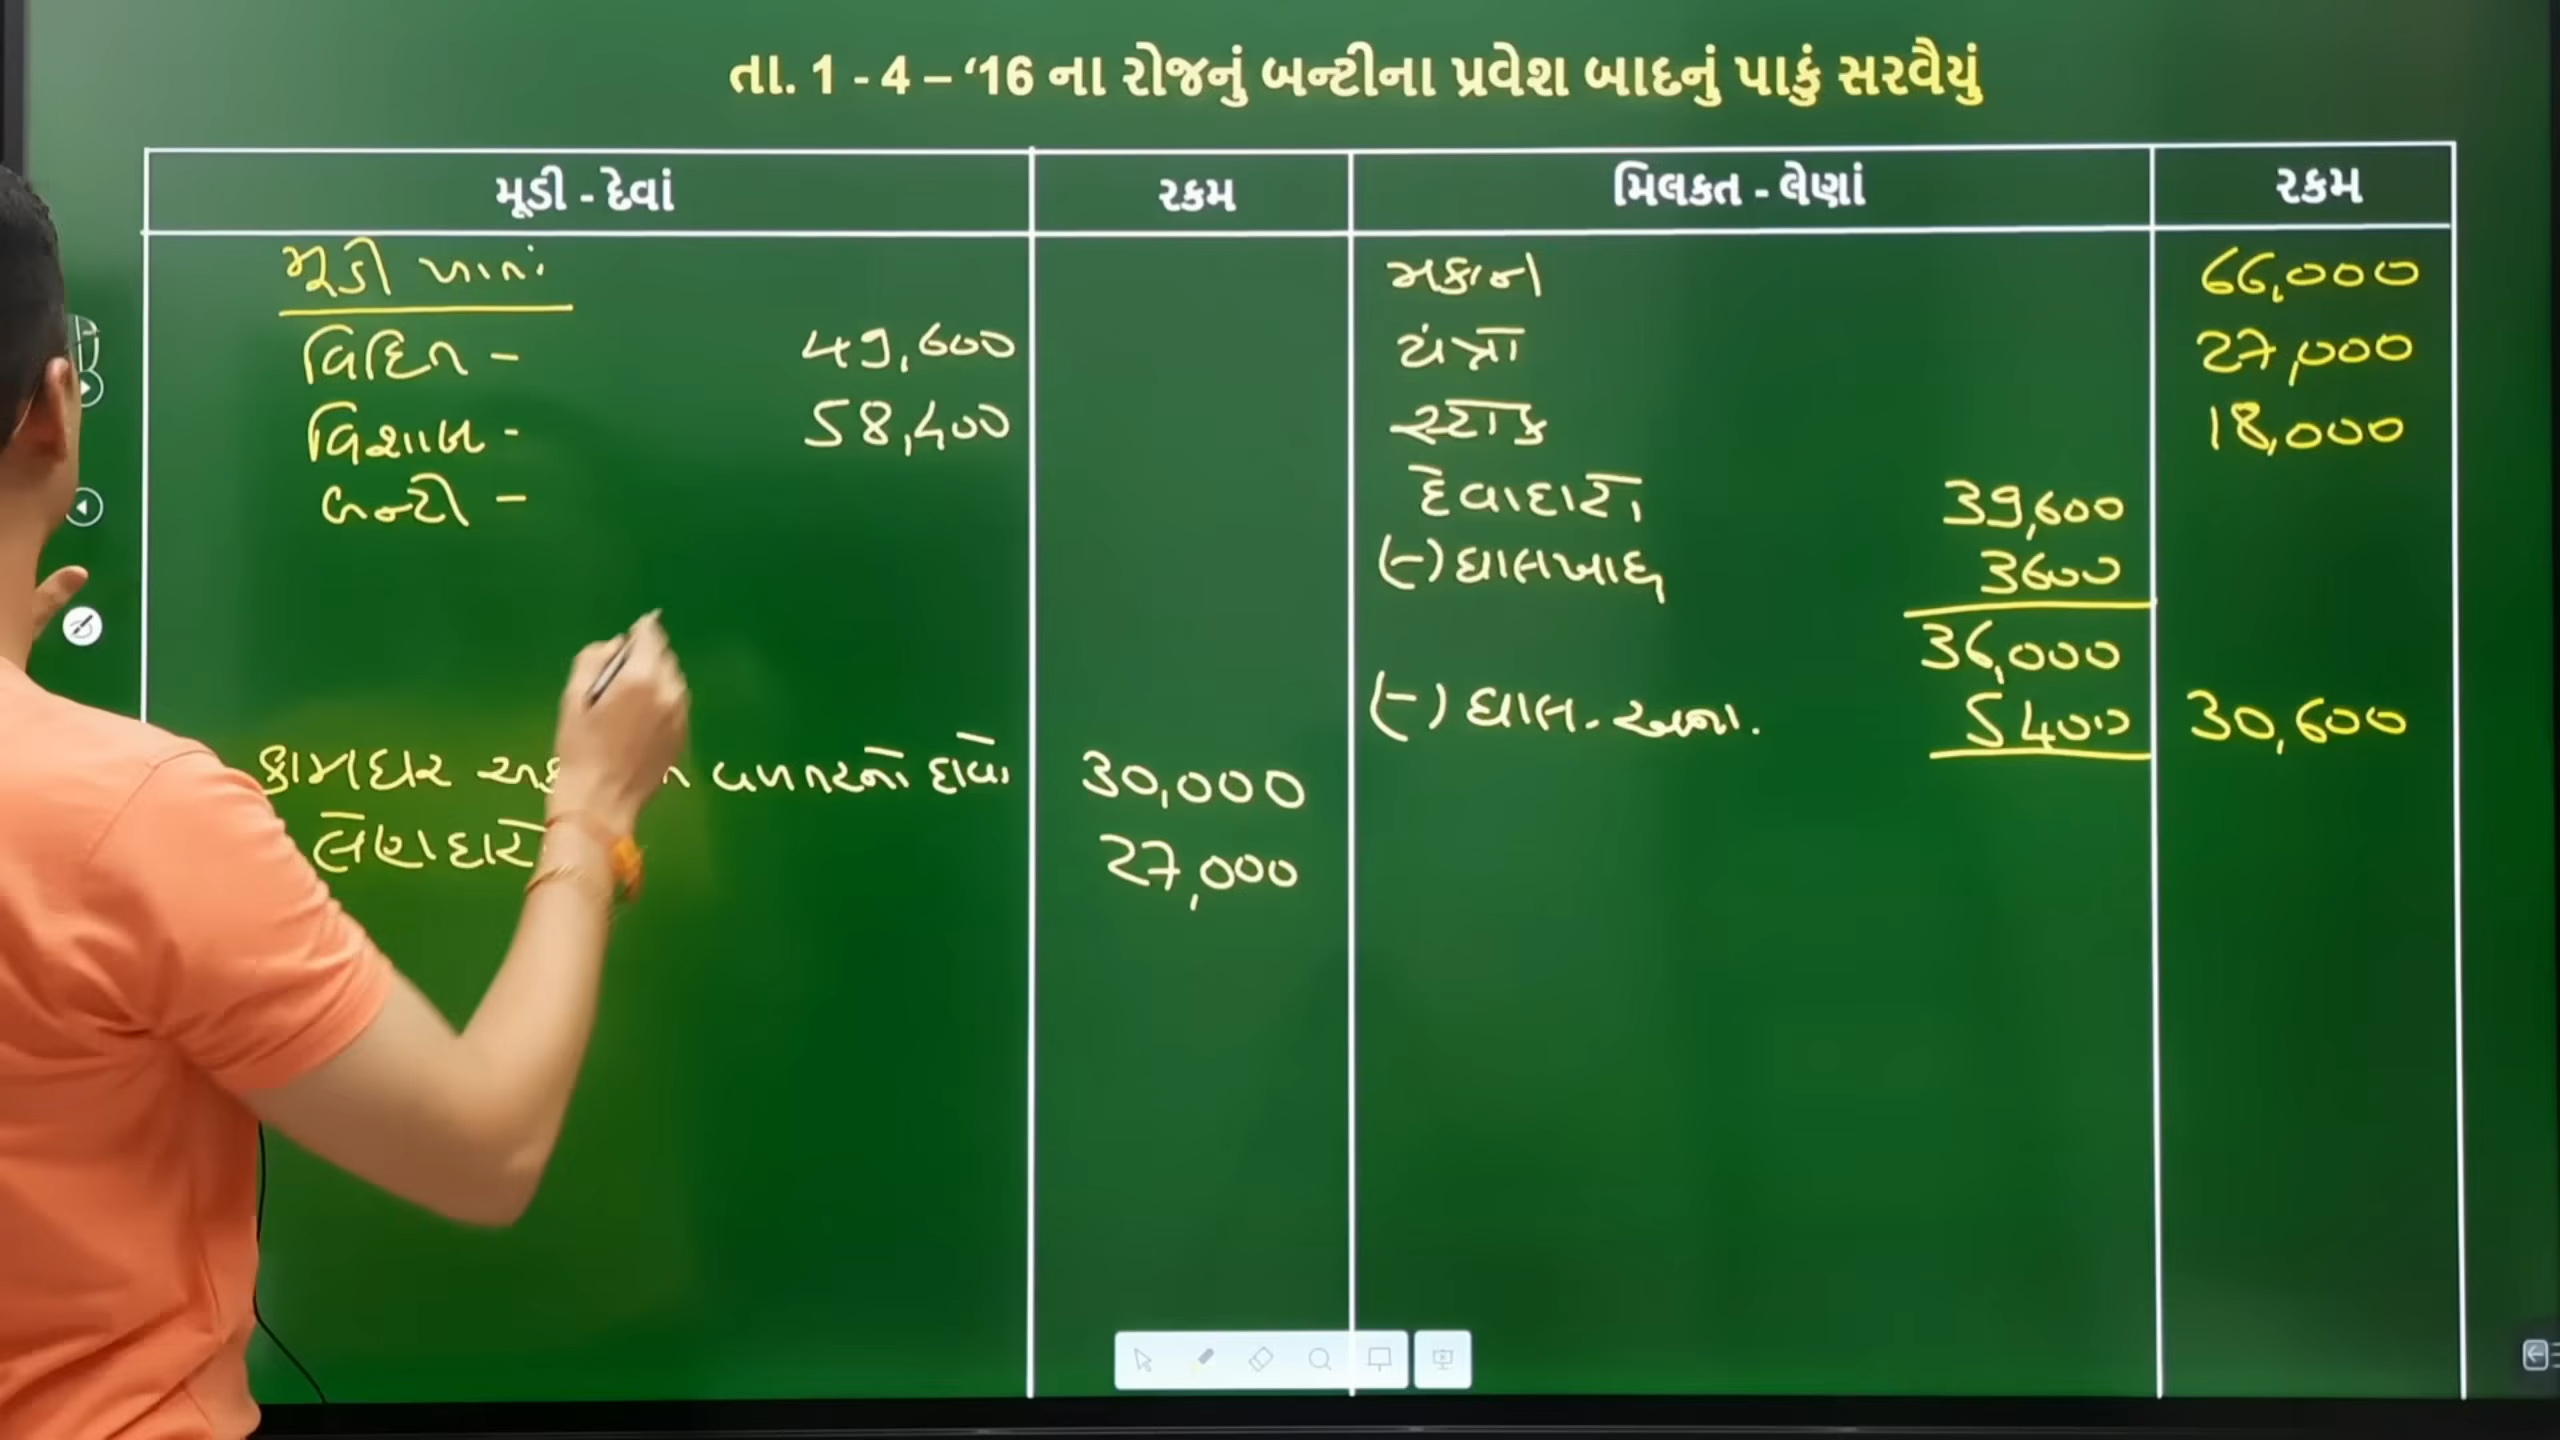 તા. 1 - 4 – ‘16 ના રોજનું બન્ટીના પ્રવેશ બાદનું પાકું સરવૈયું
મૂડી - દેવાં રકમ મિલકત - લેણાં રકમ
મૂડી ખાતાં
વિદિત - 49,600
વિશાખ - 58,400
બન્ટી -
કામદાર વળતરનો દાવો 30,000
લેણદારો 27,000
મકાન 66,000
યંત્રો 27,000
સ્ટોક 18,000
દેવાદારો 39,600
(-) ઘાલખાધ 3600
36,000
(-) ઘાલ. અના. 5400 30,600